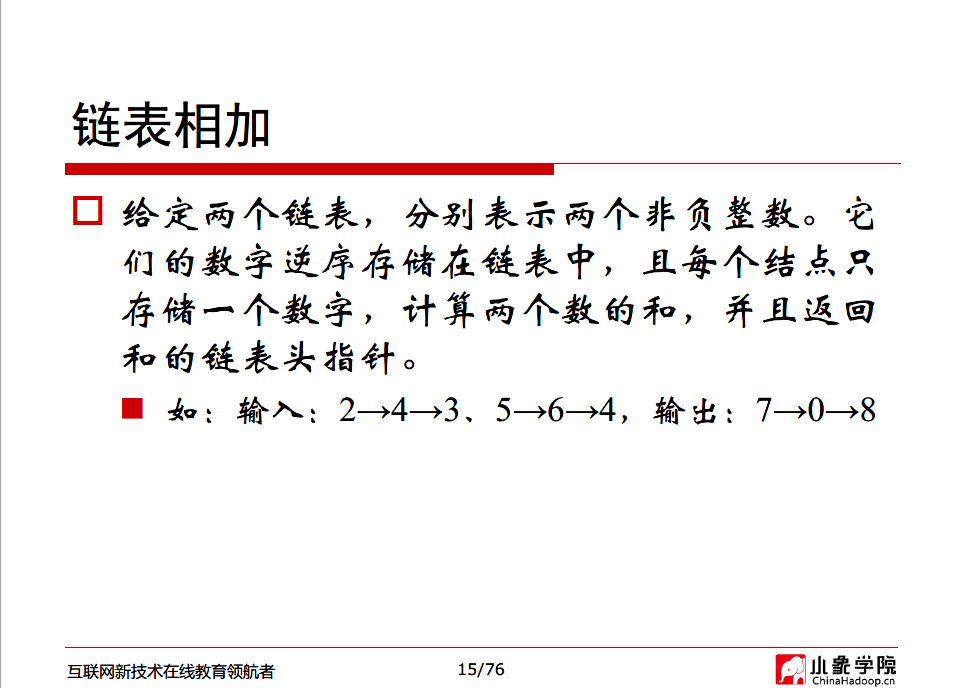 链表相加
给定两个链表，分别表示两个非负整数。它
们的数字逆序存储在链表中，且每个结点只
存储一个数字，计算两个数的和，并且返回
和的链表头指针。
如：输入：2→4→3、5→6→4，输出：7→0→8
互联网新技术在线教育领航者
15/76
小象学院
ChinaHadoop.cn